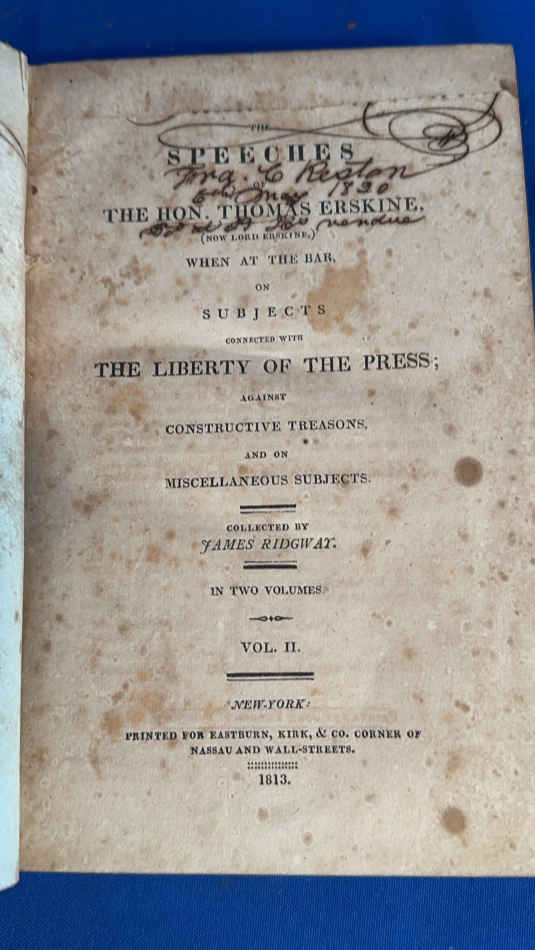 THE
SPEECHES
Fra. C Reston
OF
6th May 1830
THE HON. THOMAS ERSKINE,
vendue
(NOW LORD ERSKINE,)
WHEN AT THE BAR,
ON
SUBJECTS
CONNECTED WITH
THE LIBERTY OF THE PRESS;
AGAINST
CONSTRUCTIVE TREASONS,
AND ON
MISCELLANEOUS SUBJECTS.
COLLECTED BY
JAMES RIDGWAY.
IN TWO VOLUMES.
VOL. II.
NEW-YORK:
PRINTED FOR EASTBURN, KIRK, & CO. CORNER OF
NASSAU AND WALL-STREETS.
1813.